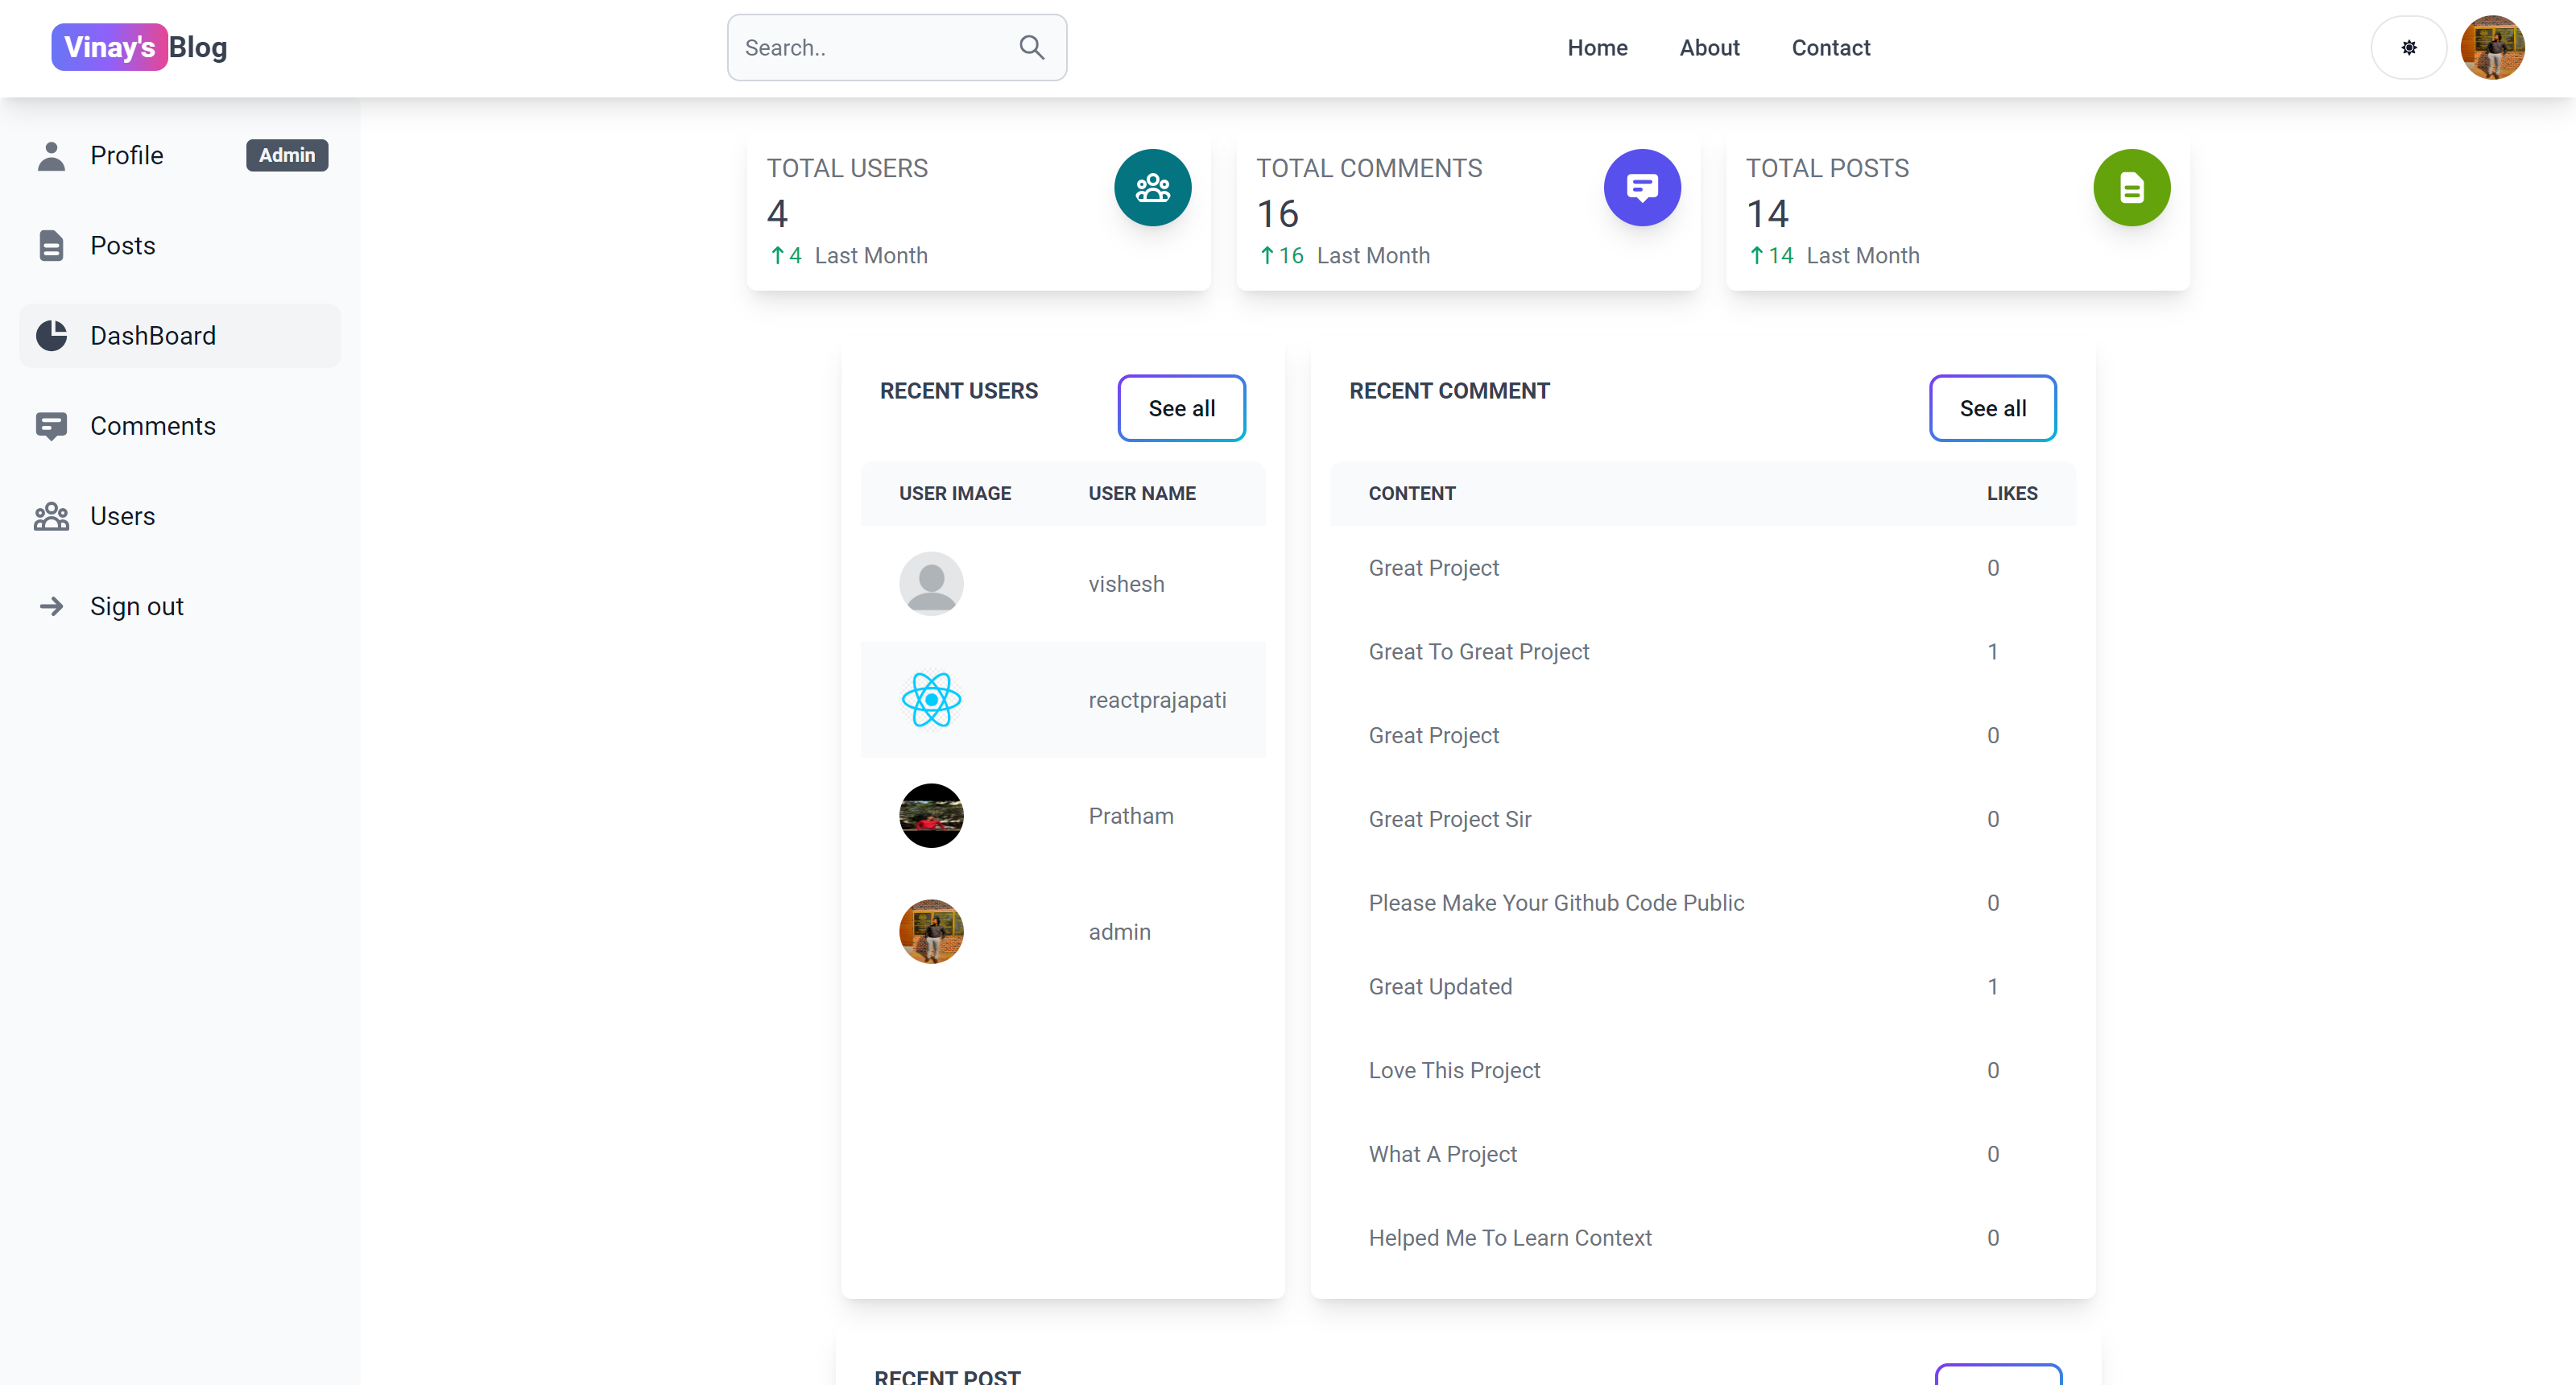 Vinay's Blog
Search..
Home About Contact
Profile Admin
Posts
DashBoard
Comments
Users
Sign out
TOTAL USERS
4
4 Last Month
TOTAL COMMENTS
16
16 Last Month
TOTAL POSTS
14
14 Last Month
RECENT USERS See all
USER IMAGE USER NAME
vishesh
reactprajapati
Pratham
admin
RECENT COMMENT See all
CONTENT LIKES
Great Project 0
Great To Great Project 1
Great Project 0
Great Project Sir 0
Please Make Your Github Code Public 0
Great Updated 1
Love This Project 0
What A Project 0
Helped Me To Learn Context 0
RECENT POST